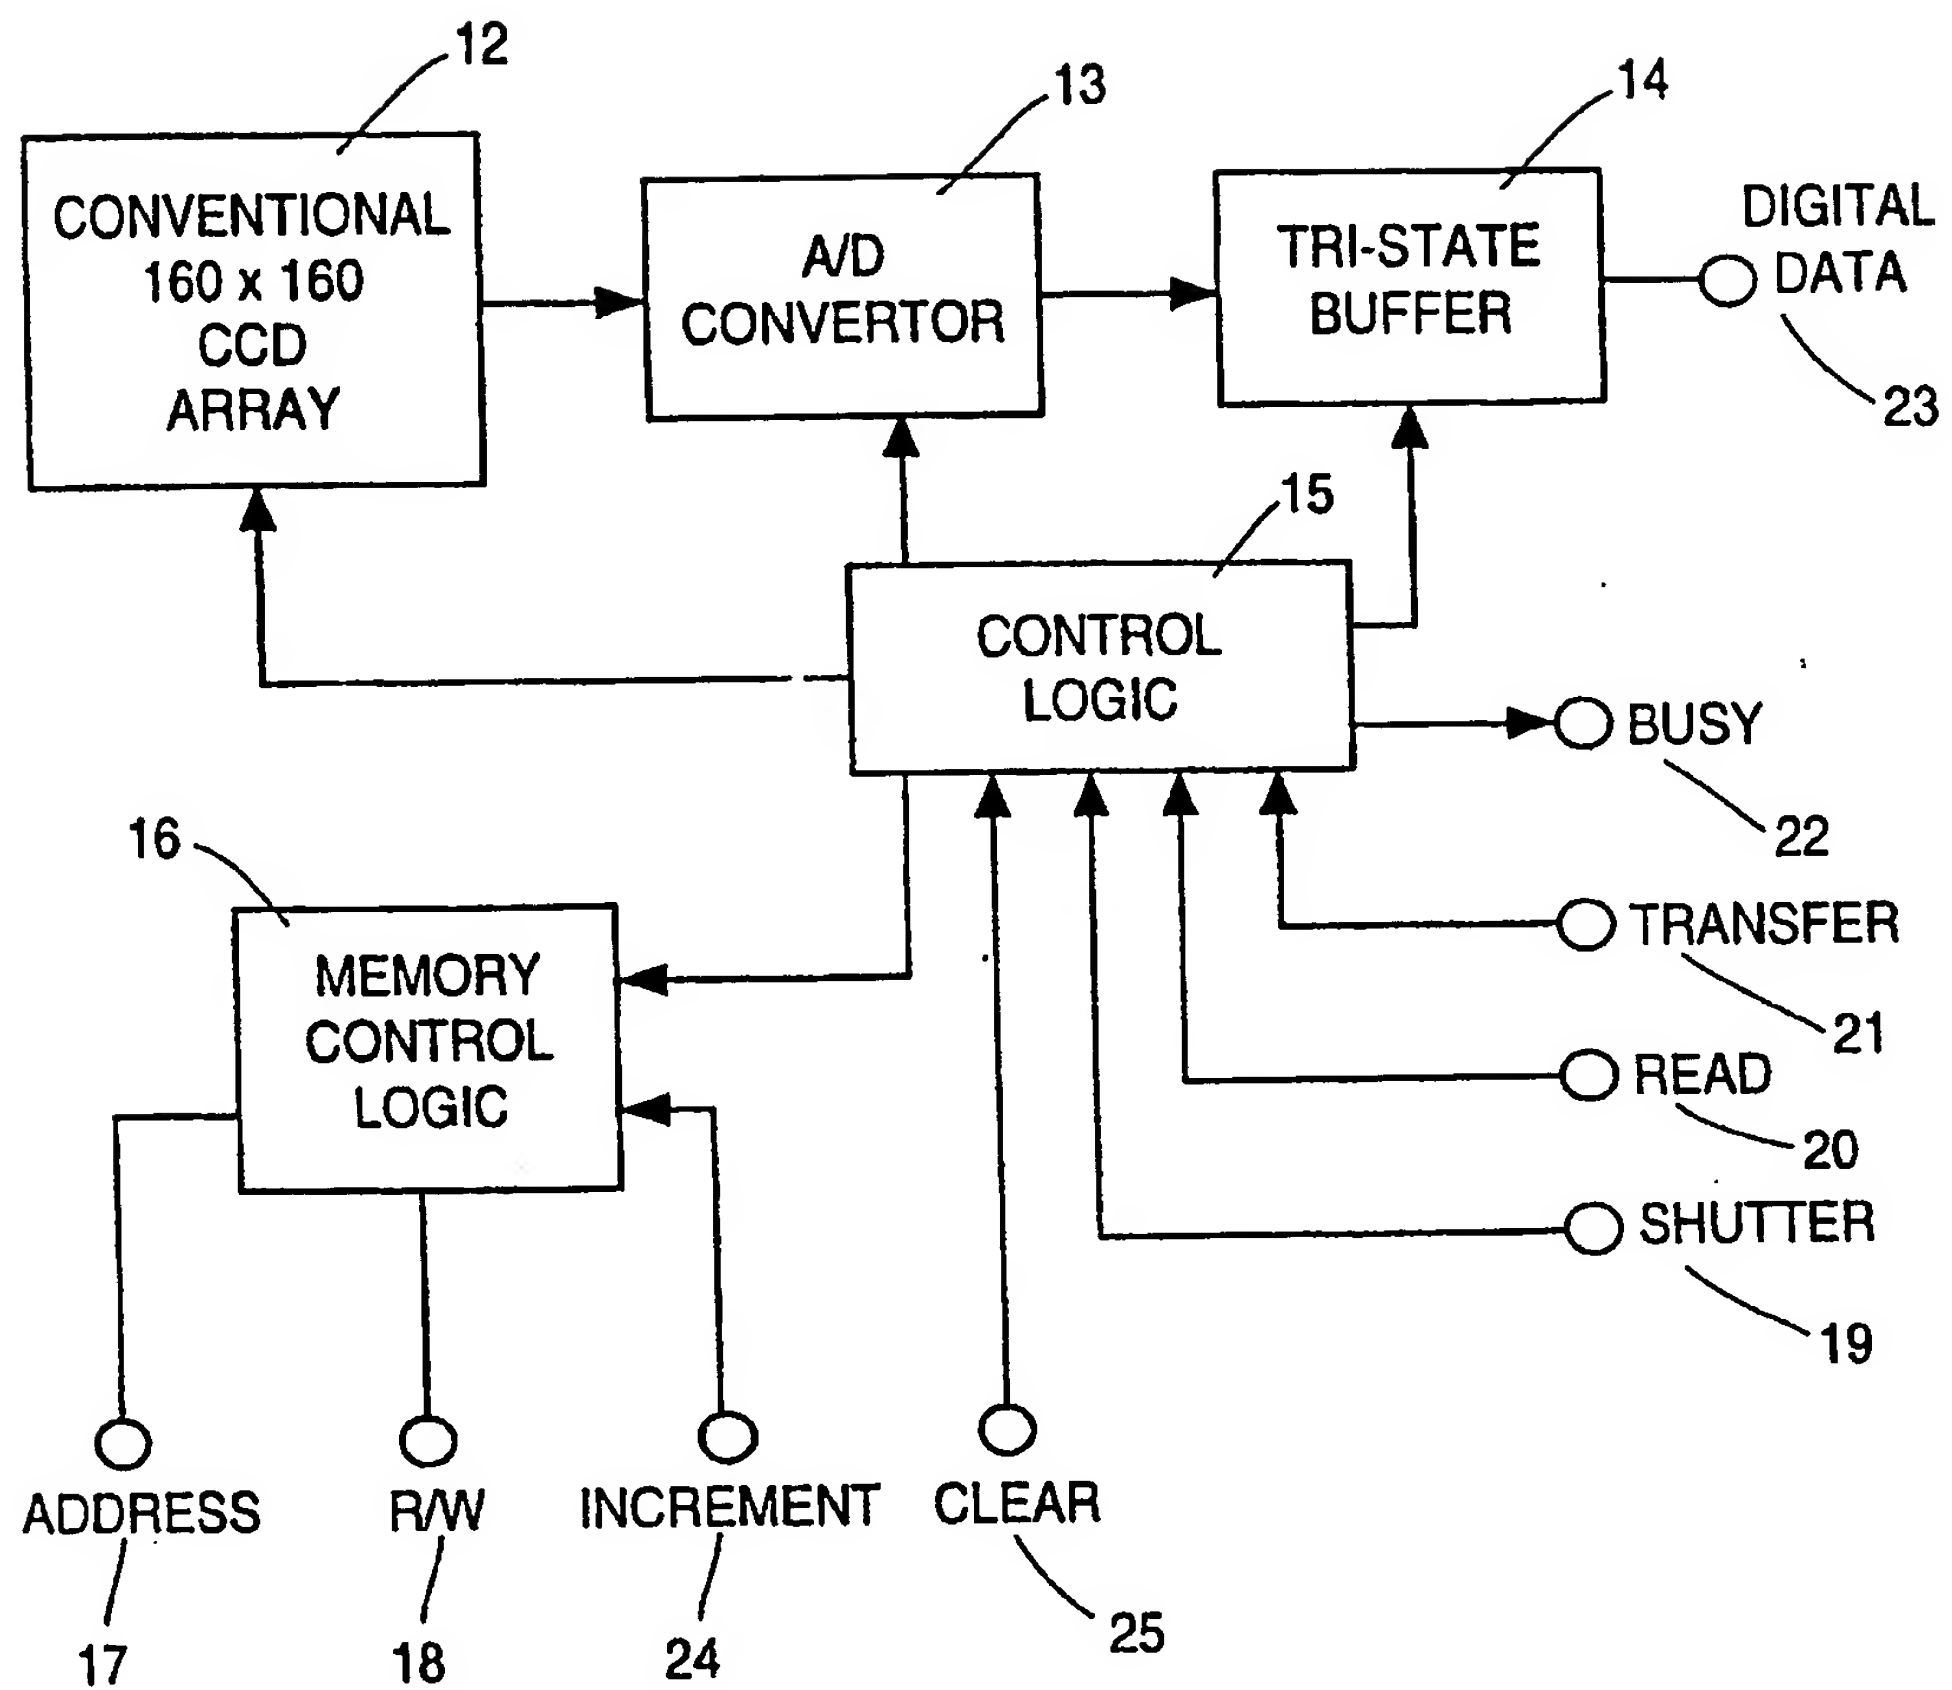 12
13
14
CONVENTIONAL
160 x 160
CCD
ARRAY
A/D
CONVERTOR
TRI-STATE
BUFFER
DIGITAL
DATA
23
15
CONTROL
LOGIC
BUSY
22
16
MEMORY
CONTROL
LOGIC
TRANSFER
21
READ
20
SHUTTER
19
ADDRESS
R/W
INCREMENT
CLEAR
17
18
24
25